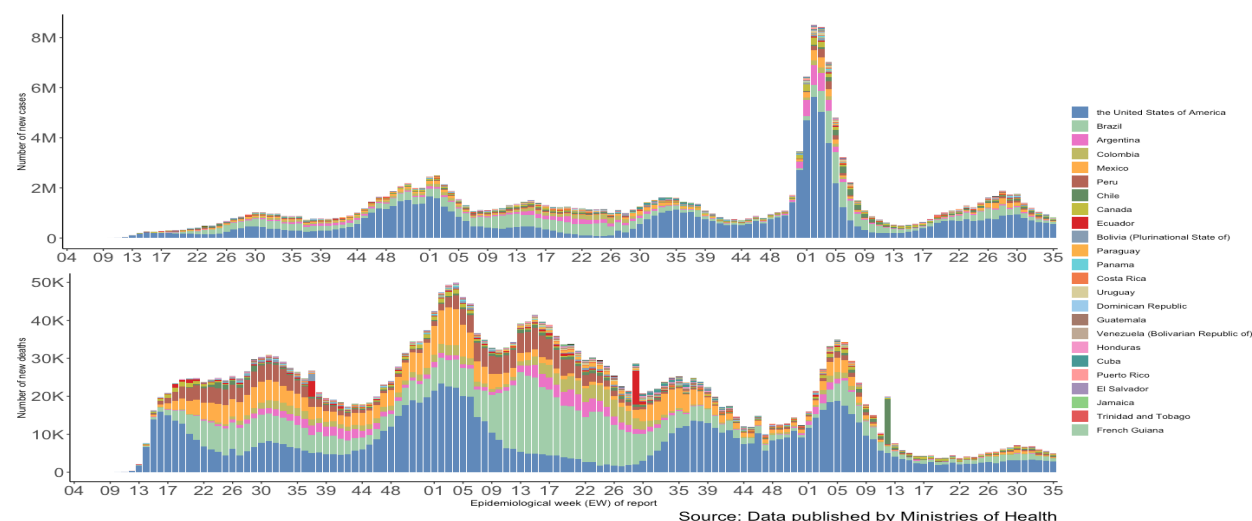 8M
6M
4M
2M
0
Number of new cases
04 09 13 17 22 26 30 35 39 44 48 01 05 09 13 17 22 26 30 35 39 44 48 01 05 09 13 17 22 26 30 35
50K
40K
30K
20K
10K
0
Number of new deaths
04 09 13 17 22 26 30 35 39 44 48 01 05 09 13 17 22 26 30 35 39 44 48 01 05 09 13 17 22 26 30 35
Epidemiological week (EW) of report
the United States of America
Brazil
Argentina
Colombia
Mexico
Peru
Chile
Canada
Ecuador
Bolivia (Plurinational State of)
Paraguay
Panama
Costa Rica
Uruguay
Dominican Republic
Guatemala
Venezuela (Bolivarian Republic of)
Honduras
Cuba
Puerto Rico
El Salvador
Jamaica
Trinidad and Tobago
French Guiana
Source: Data published by Ministries of Health